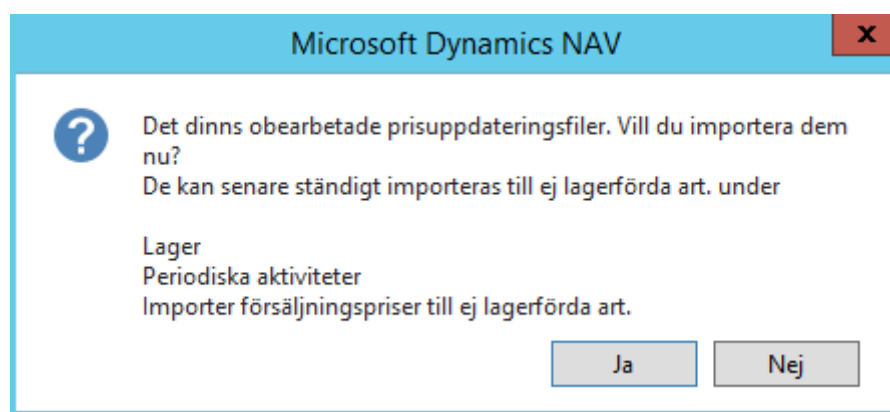 Microsoft Dynamics NAV
x
Det dinns obearbetade prisuppdateringsfiler. Vill du importera dem
nu?
De kan senare ständigt importeras till ej lagerförda art. under
Lager
Periodiska aktiviteter
Importer försäljningspriser till ej lagerförda art.
Ja
Nej